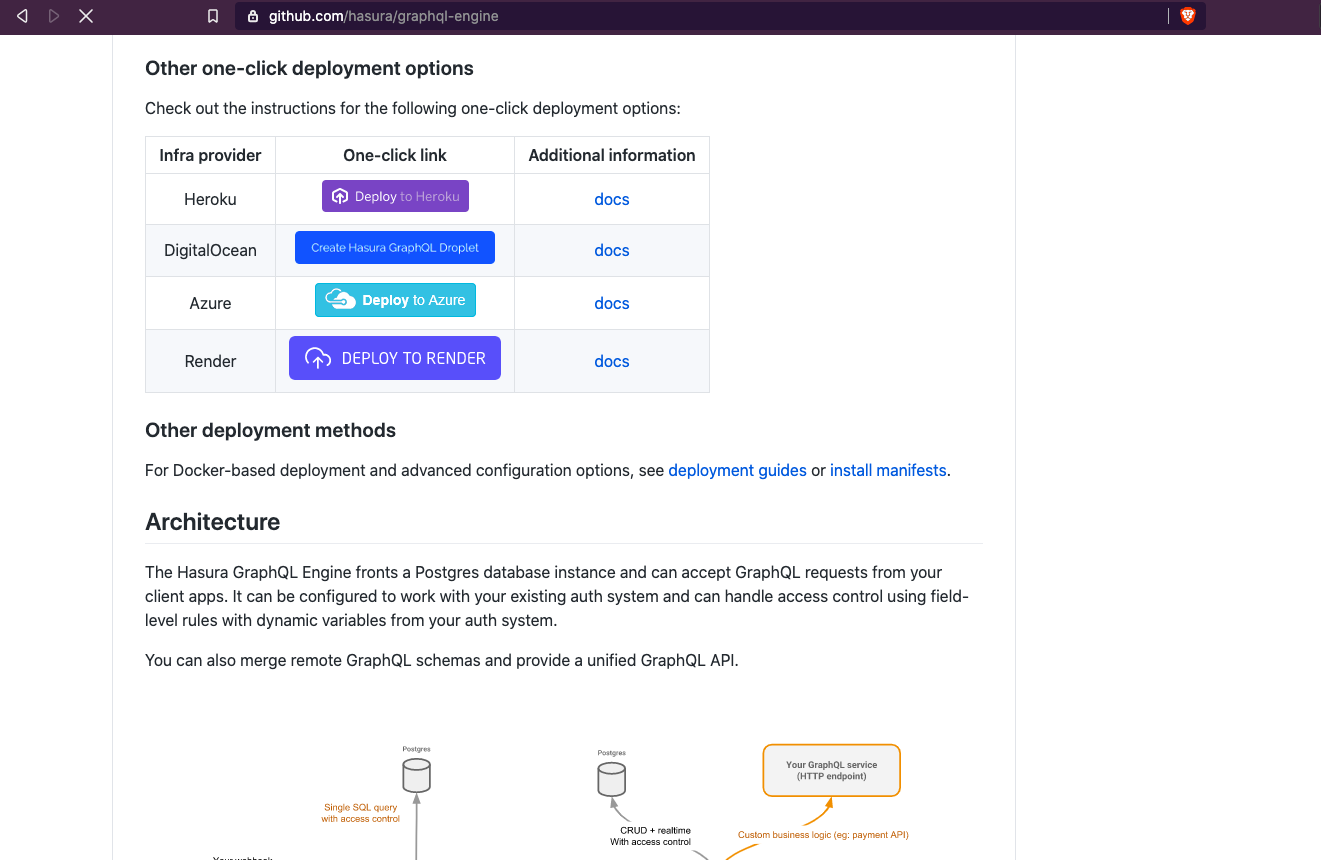 github.com/hasura/graphql-engine
Other one-click deployment options
Check out the instructions for the following one-click deployment options:
Infra provider One-click link Additional information
Heroku Deploy to Heroku docs
DigitalOcean Create Hasura GraphQL Droplet docs
Azure Deploy to Azure docs
Render DEPLOY TO RENDER docs
Other deployment methods
For Docker-based deployment and advanced configuration options, see deployment guides or install manifests.
Architecture
The Hasura GraphQL Engine fronts a Postgres database instance and can accept GraphQL requests from your
client apps. It can be configured to work with your existing auth system and can handle access control using field-
level rules with dynamic variables from your auth system.
You can also merge remote GraphQL schemas and provide a unified GraphQL API.
Postgres
Postgres
Your GraphQL service
(HTTP endpoint)
Single SQL query
with access control
CRUD + realtime
With access control
Custom business logic (eg: payment API)
Your webhook